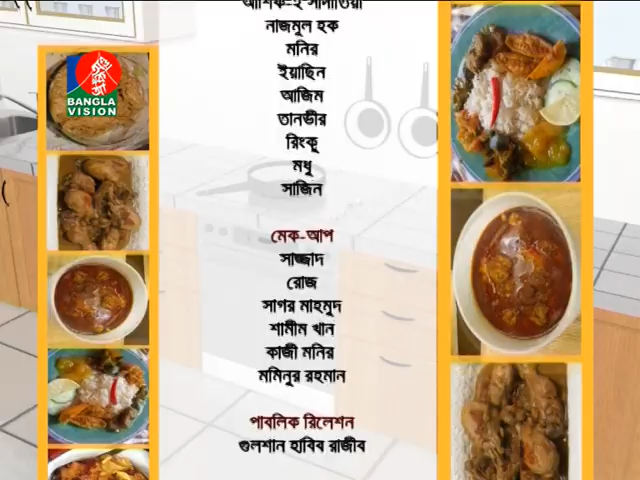 নাজমুল হক
মনির
ইয়াছিন
আজিম
তানভীর
রিংকু
মধু
সাজিন
মেক-আপ
সাজ্জাদ
রোজ
সাগর মাহমুদ
শামীম খান
কাজী মনির
মমিনুর রহমান
পাবলিক রিলেশন
গুলশান হাবিব রাজীব
BANGLA
VISION